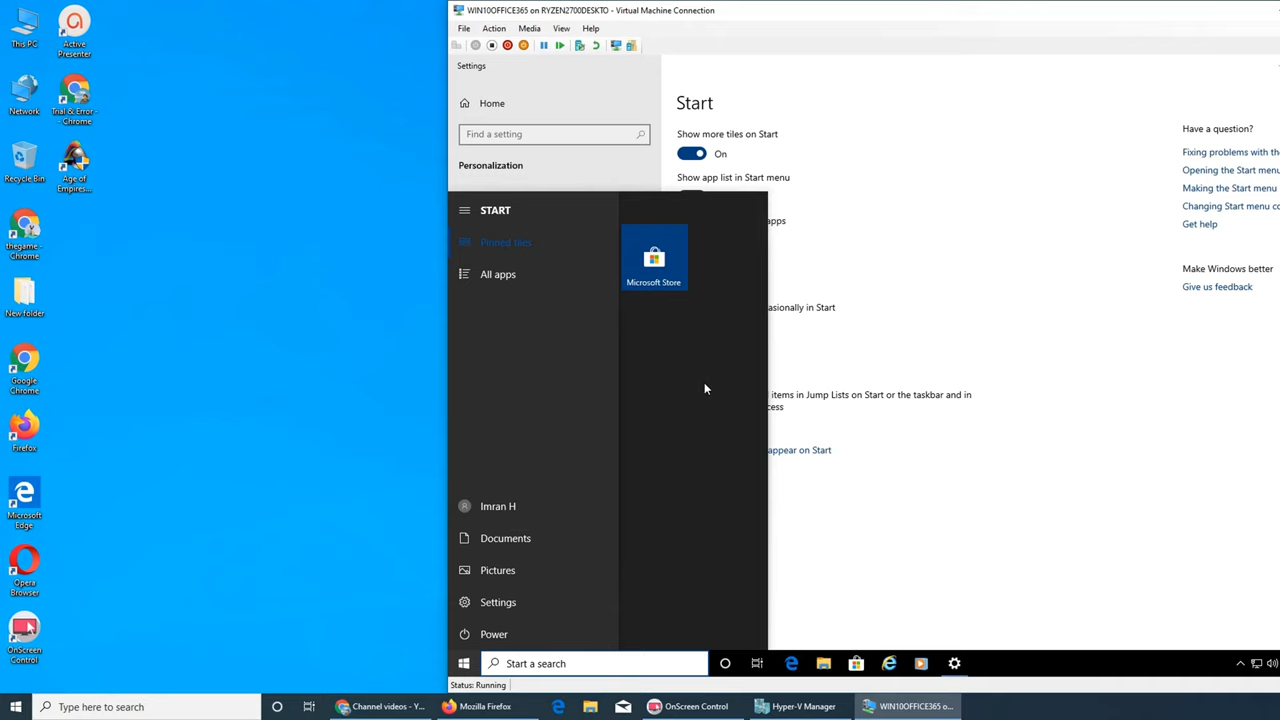 This PC
Active
Presenter
Network
Trial & Error -
- Chrome
Recycle Bin
Age of
Empires...
thegame -
Chrome
New folder
Google
Chrome
Firefox
Microsoft
Edge
Opera
Browser
OnScreen
Control
WIN10OFFICE365 on RYZEN2700DESKTO - Virtual Machine Connection
File
Action
Media
View
Help
Settings
Home
Find a setting
Personalization
Start
Show more tiles on Start
On
Show app list in Start menu
apps
asionally in Start
items in Jump Lists on Start or the taskbar and in
cess
appear on Start
Have a question?
Fixing problems with th
Opening the Start menu
Making the Start menu
Changing Start menu co
Get help
Make Windows better
Give us feedback
START
Pinned tiles
All apps
Microsoft Store
Imran H
Documents
Pictures
Settings
Power
Start a search
Status: Running
Type here to search
Channel videos - Y...
Mozilla Firefox
OnScreen Control
Hyper-V Manager
WIN10OFFICE365 o...